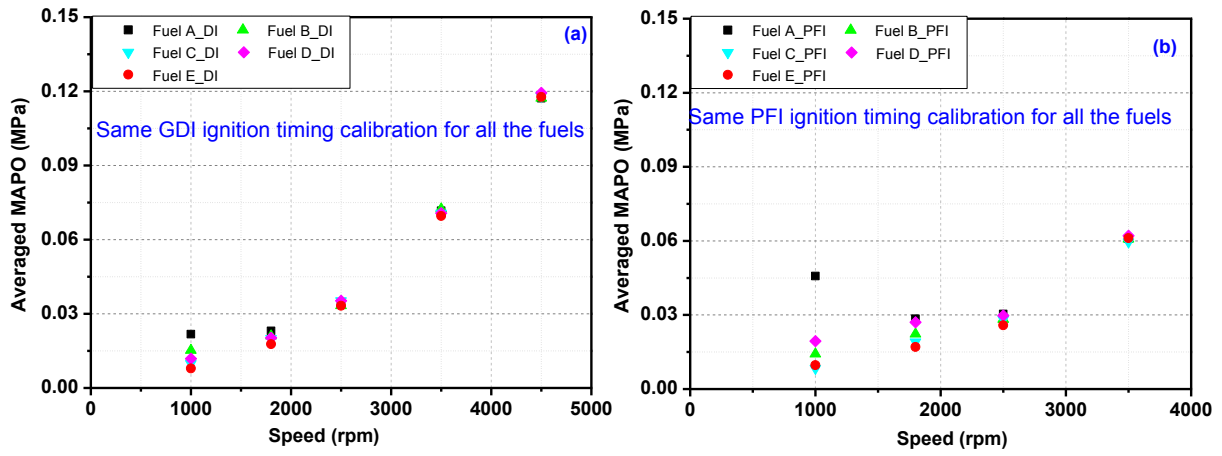 0.15
0.12
0.09
0.06
0.03
0.00
Averaged MAPO (MPa)
Fuel A_DI Fuel B_DI
Fuel C_DI Fuel D_DI
Fuel E_DI
(a)
Same GDI ignition timing calibration for all the fuels
0 1000 2000 3000 4000 5000
Speed (rpm)
0.15
0.12
0.09
0.06
0.03
0.00
Averaged MAPO (MPa)
Fuel A_PFI Fuel B_PFI
Fuel C_PFI Fuel D_PFI
Fuel E_PFI
(b)
Same PFI ignition timing calibration for all the fuels
0 1000 2000 3000 4000
Speed (rpm)